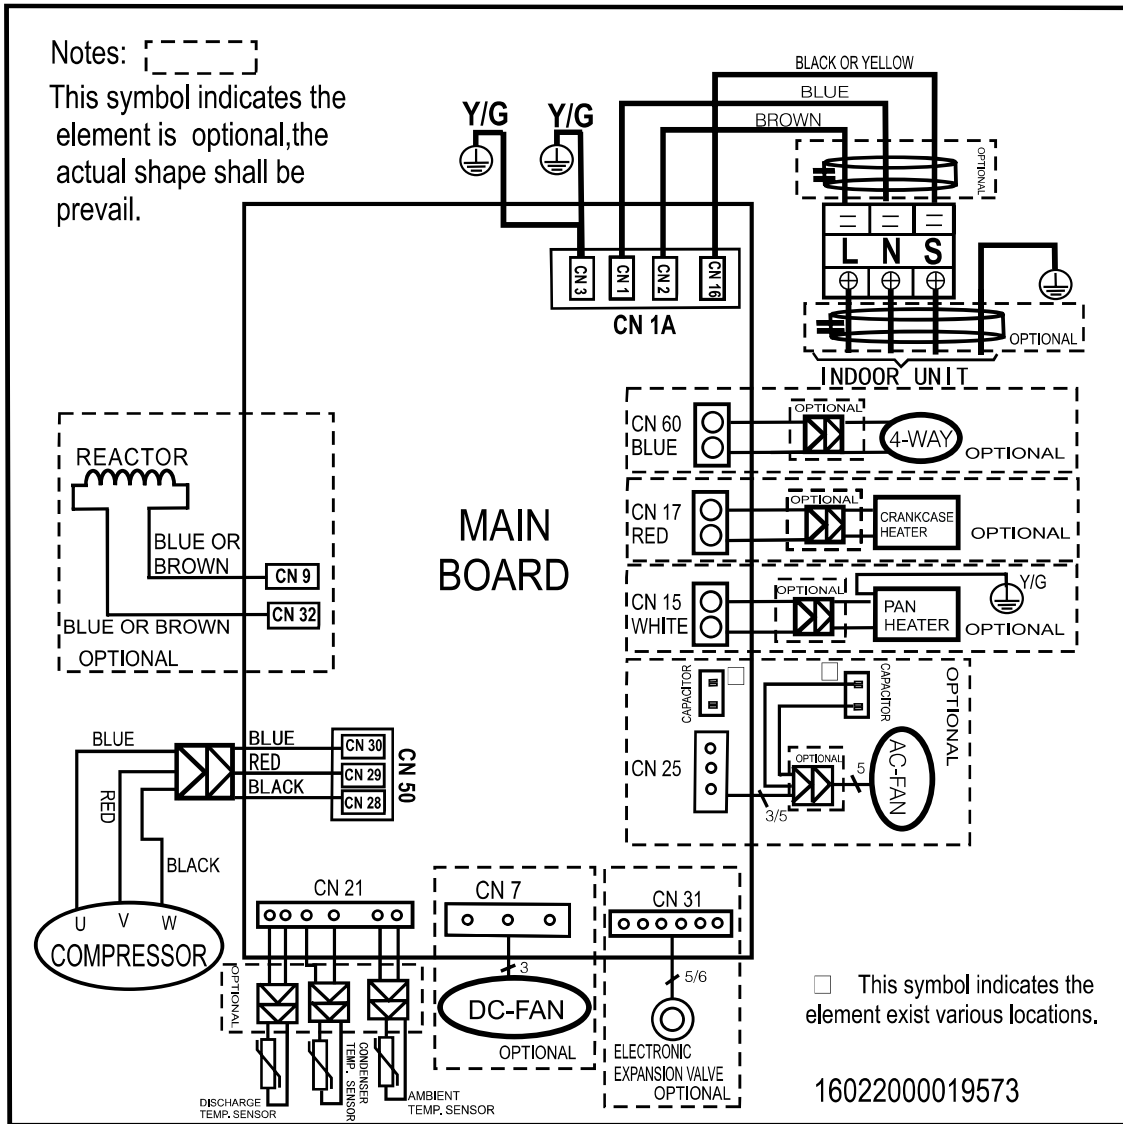 Notes:
This symbol indicates the
element is optional,the
actual shape shall be
prevail.
Y/G
Y/G
BLACK OR YELLOW
BLUE
BROWN
OPTIONAL
L N S
CN 3
CN 1
CN 2
CN 16
CN 1A
OPTIONAL
INDOOR UNIT
CN 60
BLUE
OPTIONAL
4-WAY
OPTIONAL
CN 17
RED
OPTIONAL
CRANKCASE
HEATER
OPTIONAL
CN 15
WHITE
OPTIONAL
PAN
HEATER
Y/G
OPTIONAL
REACTOR
BLUE OR
BROWN
CN 9
CN 32
BLUE OR BROWN
OPTIONAL
MAIN
BOARD
CAPACITOR
CAPACITOR
OPTIONAL
CN 25
OPTIONAL
3/5
5
AC-FAN
BLUE
RED
BLACK
BLUE
RED
BLACK
CN 30
CN 29
CN 28
CN 50
U V W
COMPRESSOR
CN 21
OPTIONAL
DISCHARGE
TEMP. SENSOR
CONDENSER
TEMP. SENSOR
AMBIENT
TEMP. SENSOR
CN 7
3
DC-FAN
OPTIONAL
CN 31
5/6
ELECTRONIC
EXPANSION VALVE
OPTIONAL
□ This symbol indicates the
element exist various locations.
16022000019573